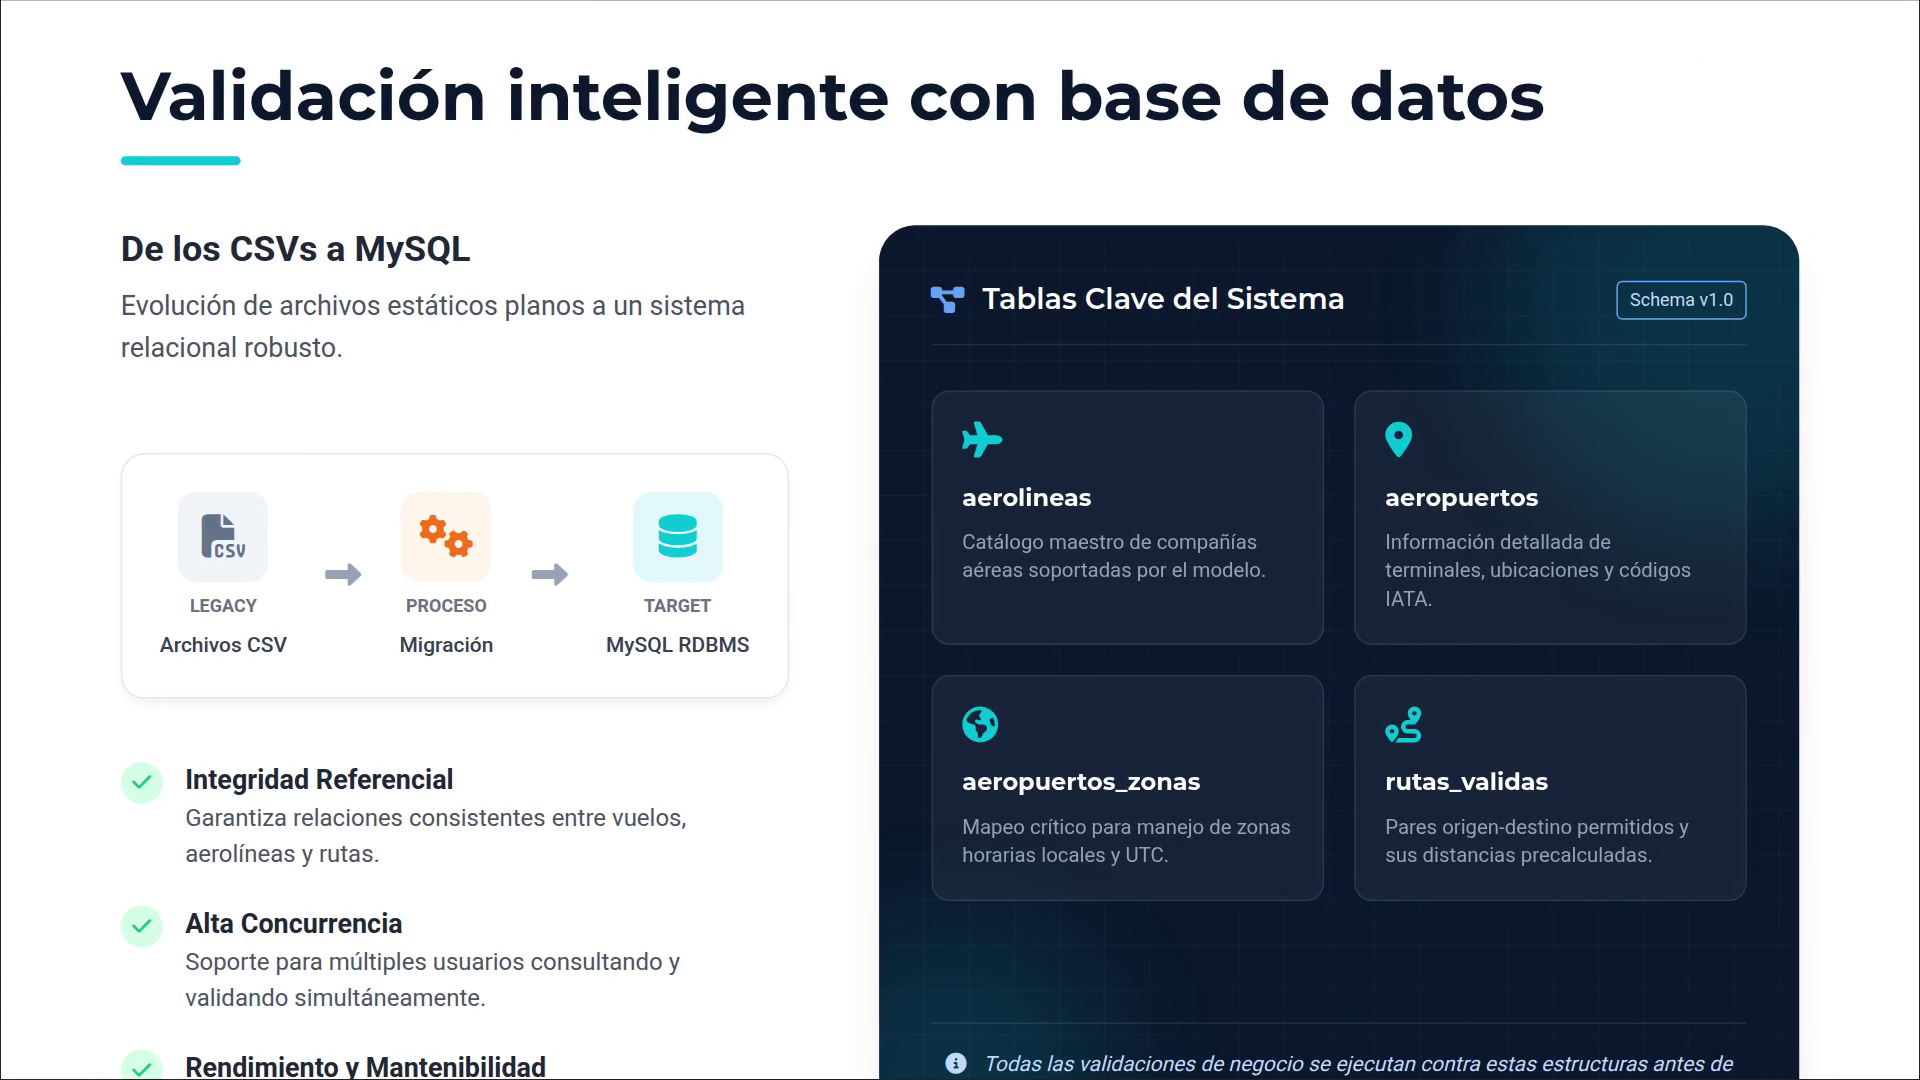 Validación inteligente con base de datos
De los CSVs a MySQL
Evolución de archivos estáticos planos a un sistema
relacional robusto.
CSV
LEGACY
Archivos CSV
PROCESO
Migración
TARGET
MySQL RDBMS
Integridad Referencial
Garantiza relaciones consistentes entre vuelos,
aerolíneas y rutas.
Alta Concurrencia
Soporte para múltiples usuarios consultando y
validando simultáneamente.
Rendimiento y Mantenibilidad
Tablas Clave del Sistema
Schema v1.0
aerolineas
Catálogo maestro de compañías
aéreas soportadas por el modelo.
aeropuertos
Información detallada de
terminales, ubicaciones y códigos
IATA.
aeropuertos_zonas
Mapeo crítico para manejo de zonas
horarias locales y UTC.
rutas_validas
Pares origen-destino permitidos y
sus distancias precalculadas.
Todas las validaciones de negocio se ejecutan contra estas estructuras antes de